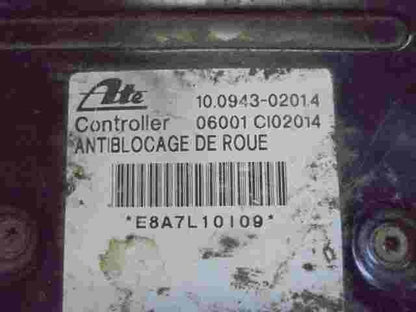 Ate 10.0943-02014
Controller 06001 CI02014
ANTIBLOCAGE DE ROUE
*E8A7L10109*